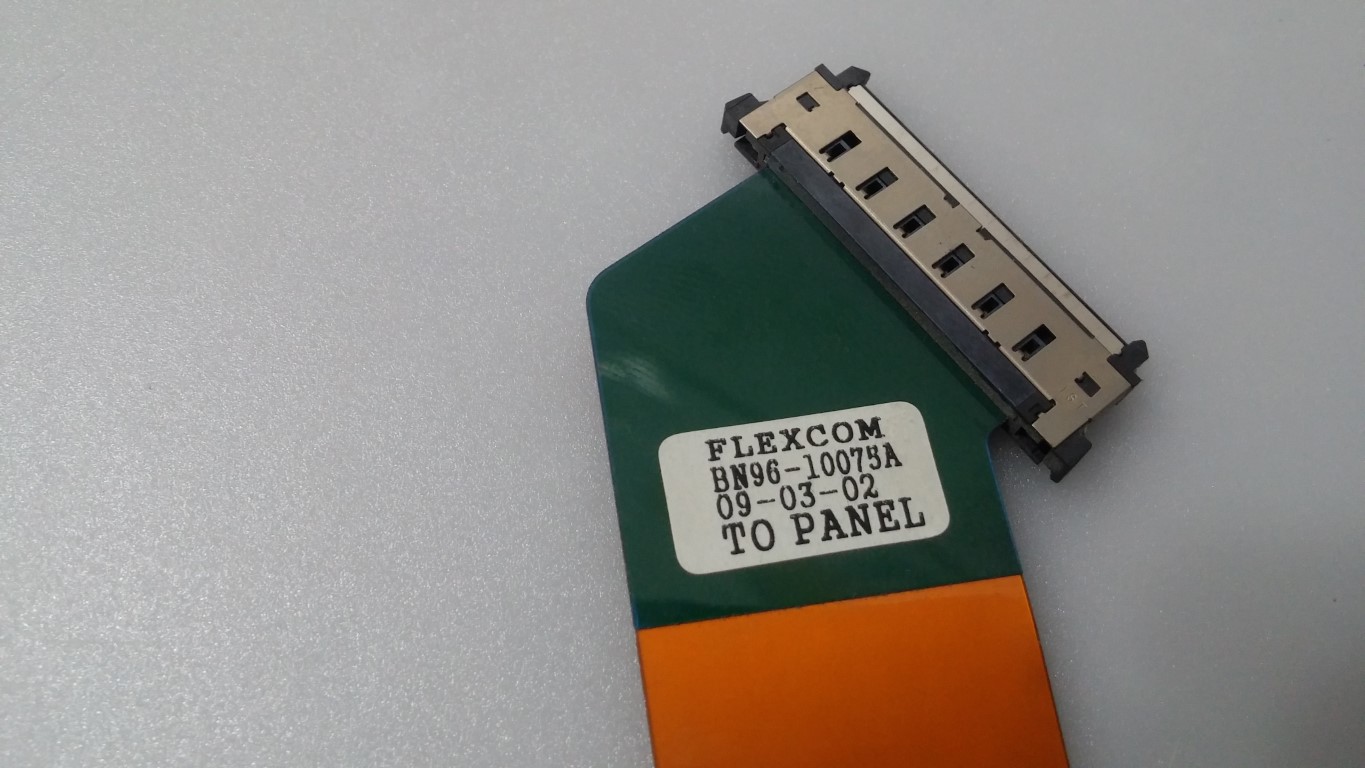 FLEXCOM
BN96-10075A
09-03-02
TO PANEL